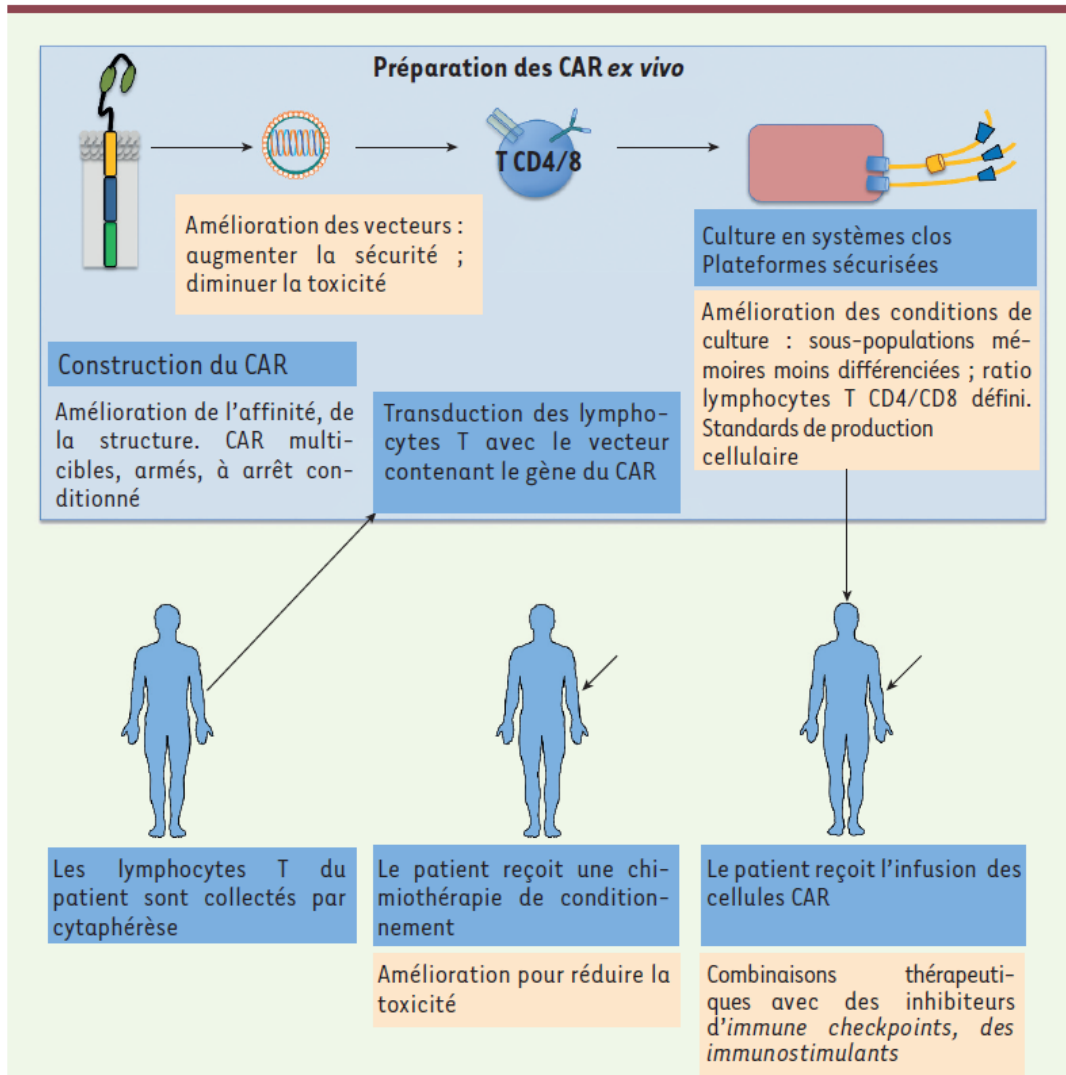 Préparation des CAR ex vivo
T CD4/8
Amélioration des vecteurs :
augmenter la sécurité ;
diminuer la toxicité
Culture en systèmes clos
Plateformes sécurisées
Amélioration des conditions de
culture : sous-populations mé-
moires moins différenciées ; ratio
lymphocytes T CD4/CD8 défini.
Standards de production
cellulaire
Construction du CAR
Amélioration de l'affinité, de
la structure. CAR multi-
cibles, armés, à arrêt con-
ditionné
Transduction des lympho-
cytes T avec le vecteur
contenant le gène du CAR
Les lymphocytes T du
patient sont collectés par
cytaphérèse
Le patient reçoit une chi-
miothérapie de condition-
nement
Amélioration pour réduire la
toxicité
Le patient reçoit l'infusion des
cellules CAR
Combinaisons thérapeuti-
ques avec des inhibiteurs
d'immune checkpoints, des
immunostimulants